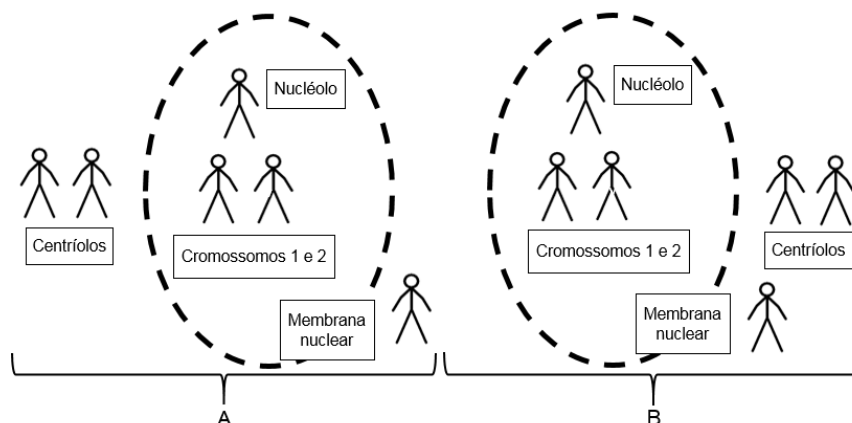 Nucléolo
Nucléolo
Centríolos
Cromossomos 1 e 2
Cromossomos 1 e 2
Centríolos
Membrana
nuclear
Membrana
nuclear
A
B